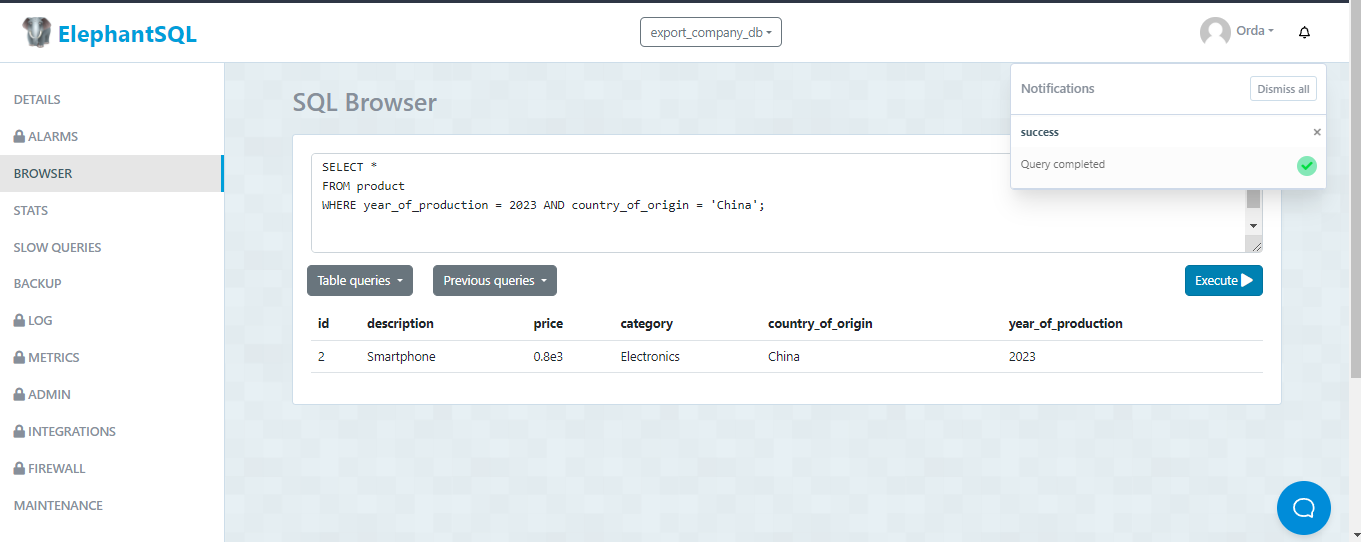 ElephantSQL
export_company_db
Orda
DETAILS
ALARMS
BROWSER
STATS
SLOW QUERIES
BACKUP
LOG
METRICS
ADMIN
INTEGRATIONS
FIREWALL
MAINTENANCE
SQL Browser
Notifications
Dismiss all
success
×
Query completed
SELECT *
FROM product
WHERE year_of_production = 2023 AND country_of_origin = 'China';
Table queries
Previous queries
Execute
id description price category country_of_origin year_of_production
2 Smartphone 0.8e3 Electronics China 2023